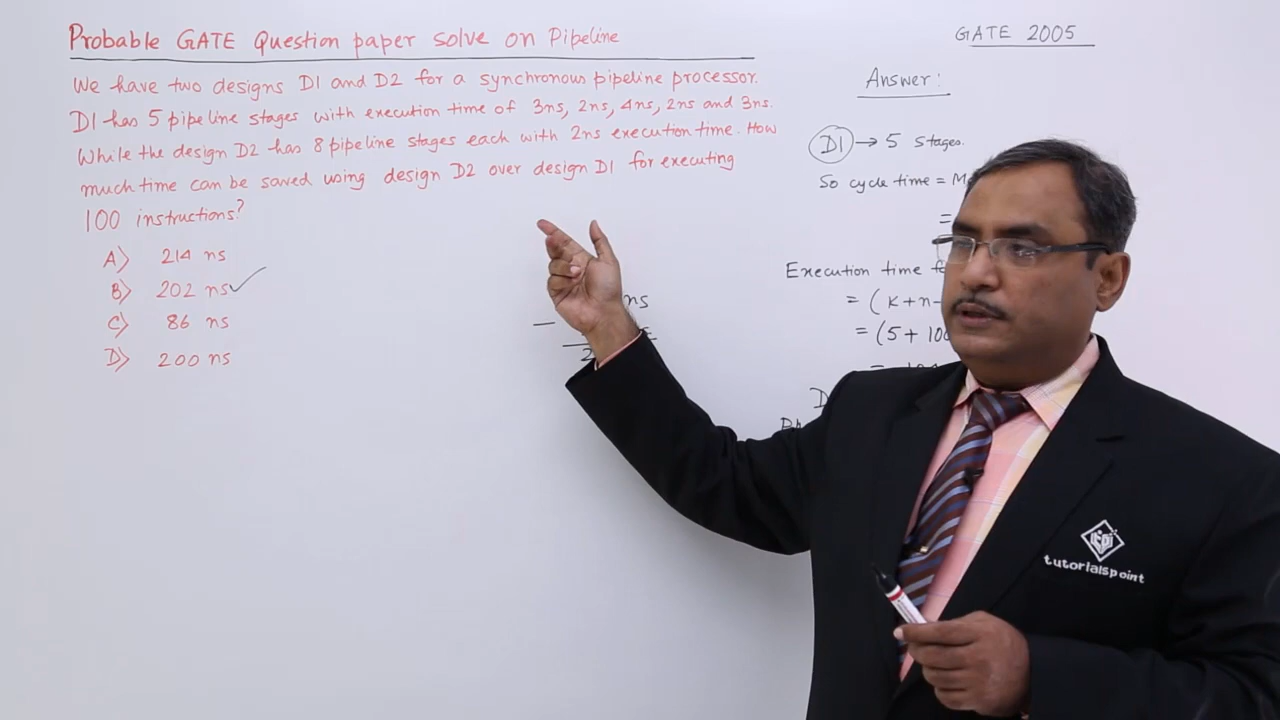 Probable GATE Question paper solve on Pipeline
GATE 2005
We have two designs D1 and D2 for a synchronous pipeline processor.
D1 has 5 pipeline stages with execution time of 3ns, 2ns, 4ns, 2ns and 3ns.
While the design D2 has 8 pipeline stages each with 2ns execution time. How
much time can be saved using design D2 over design D1 for executing
100 instructions?
A) 214 ns
B) 202 ns
C) 86 ns
D) 200 ns
ns
Answer:
D1 → 5 stages.
So cycle time =
=
Execution time
= (K+n-
= (5+100
=
tutorialspoint